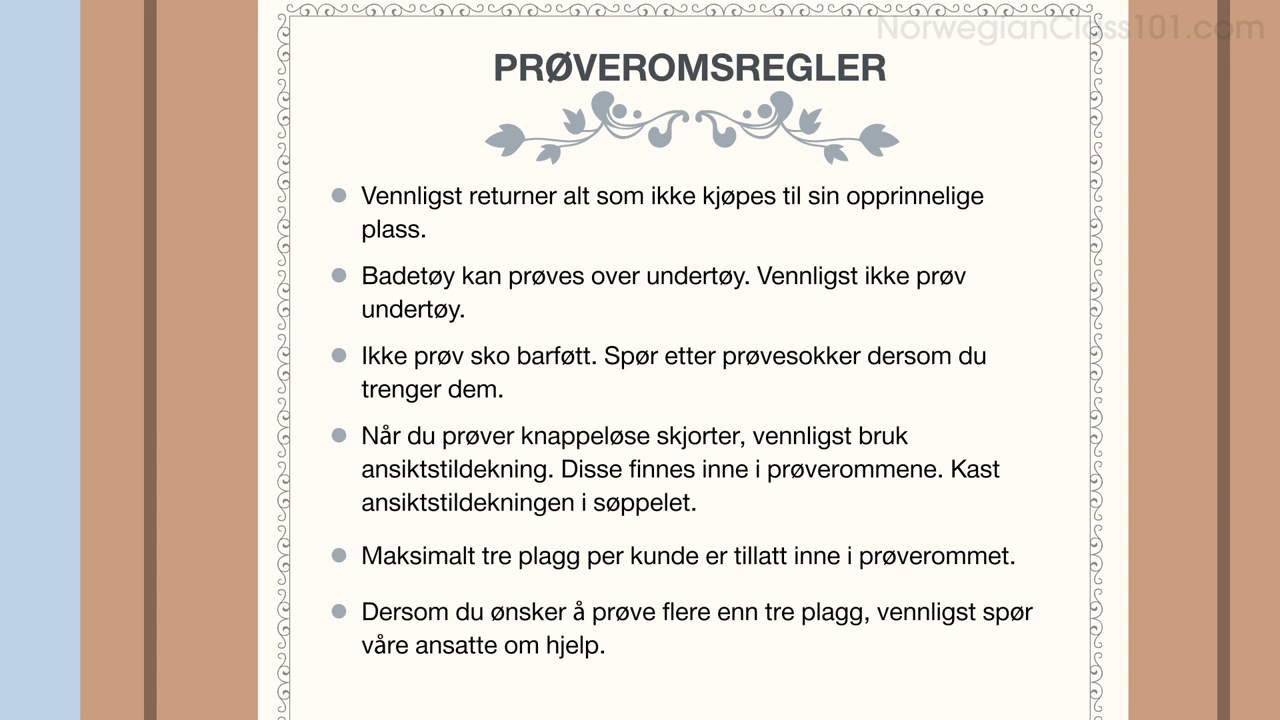 NorwegianClass101.com
PRØVEROMSREGLER
Vennligst returner alt som ikke kjøpes til sin opprinnelige
plass.
Badetøy kan prøves over undertøy. Vennligst ikke prøv
undertøy.
Ikke prøv sko barføtt. Spør etter prøvesokker dersom du
trenger dem.
Når du prøver knappeløse skjorter, vennligst bruk
ansiktstildekning. Disse finnes inne i prøverommene. Kast
ansiktstildekningen i søppelet.
Maksimalt tre plagg per kunde er tillatt inne i prøverommet.
Dersom du ønsker å prøve flere enn tre plagg, vennligst spør
våre ansatte om hjelp.